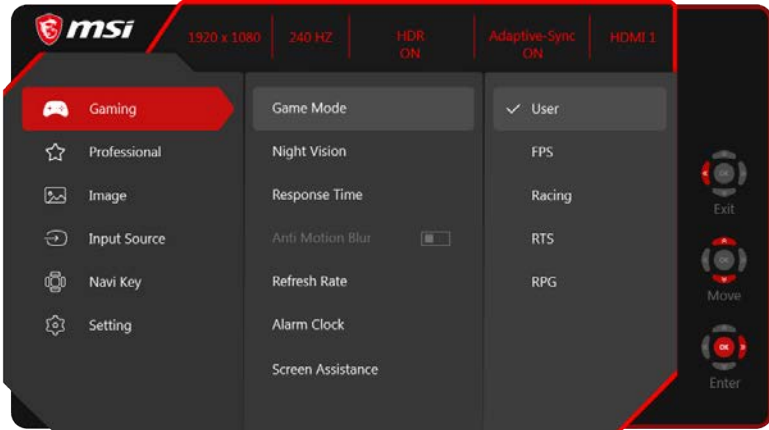 msi
1920 x 1080
240 HZ
HDR
ON
Adaptive-Sync
ON
HDMI 1
Gaming
Professional
Image
Input Source
Navi Key
Setting
Game Mode
Night Vision
Response Time
Anti Motion Blur
Refresh Rate
Alarm Clock
Screen Assistance
User
FPS
Racing
RTS
RPG
OK
Exit
OK
Move
OK
Enter